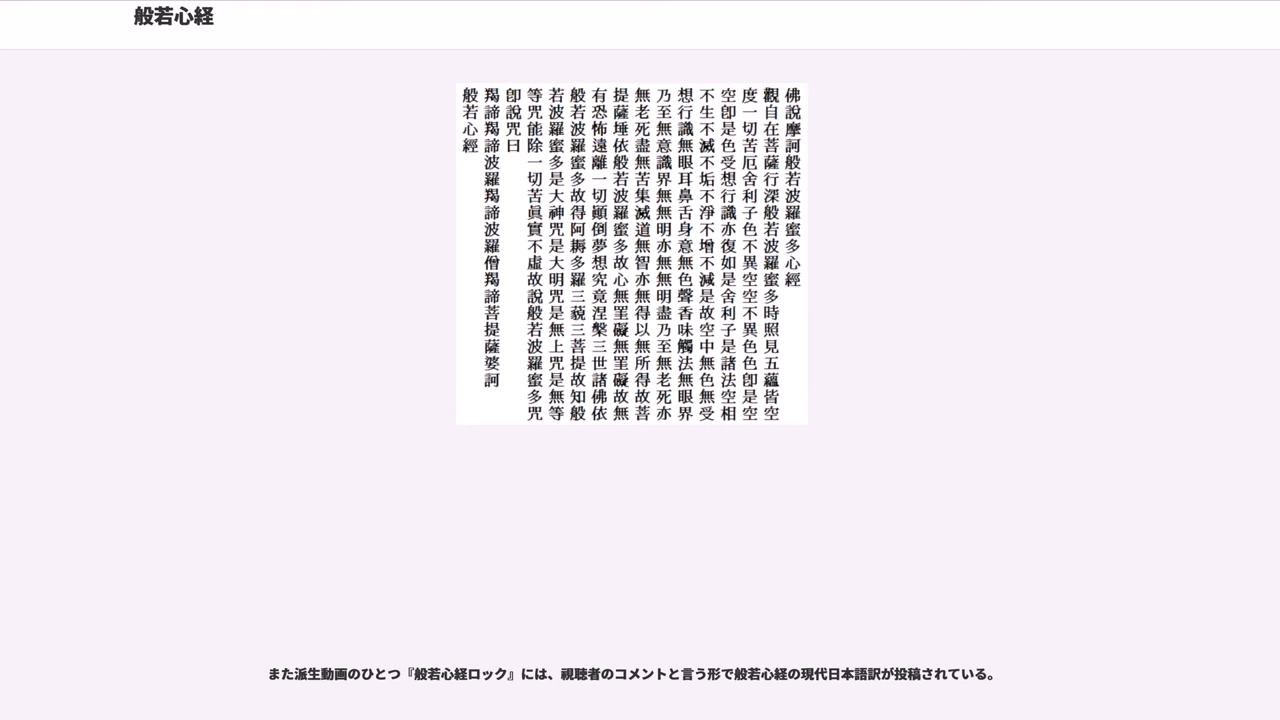 般若心経
佛說摩訶般若波羅蜜多心經
觀自在菩薩行深般若波羅蜜多時照見五蘊皆空
度一切苦厄舍利子色不異空空不異色色卽是空
空卽是色受想行識亦復如是舍利子是諸法空相
不生不滅不垢不淨不增不減是故空中無色無受
想行識無眼耳鼻舌身意無色聲香味觸法無眼界
乃至無意識界無無明亦無無明盡乃至無老死亦
無老死盡無苦集滅道無智亦無得以無所得故菩
提薩埵依般若波羅蜜多故心無罣礙無罣礙故無
有恐怖遠離一切顚倒夢想究竟涅槃三世諸佛依
般若波羅蜜多故得阿耨多羅三藐三菩提故知般
若波羅蜜多是大神咒是大明咒是無上咒是無等
等咒能除一切苦眞實不虛故說般若波羅蜜多咒
卽說咒曰
羯諦羯諦波羅羯諦波羅僧羯諦菩提薩婆訶
般若心經
また派生動画のひとつ『般若心経ロック』には、視聴者のコメントと言う形で般若心経の現代日本語訳が投稿されている。